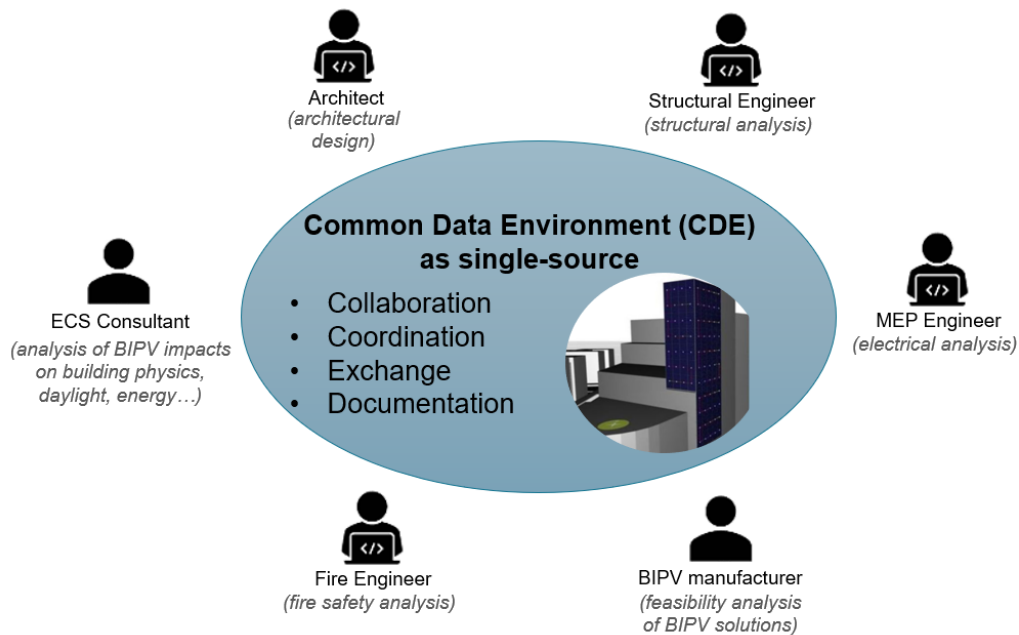 </>
Architect
(architectural
design)
</>
Structural Engineer
(structural analysis)
Common Data Environment (CDE)
as single-source
• Collaboration
• Coordination
• Exchange
• Documentation
ECS Consultant
(analysis of BIPV impacts
on building physics,
daylight, energy…)
</>
MEP Engineer
(electrical analysis)
</>
Fire Engineer
(fire safety analysis)
BIPV manufacturer
(feasibility analysis
of BIPV solutions)